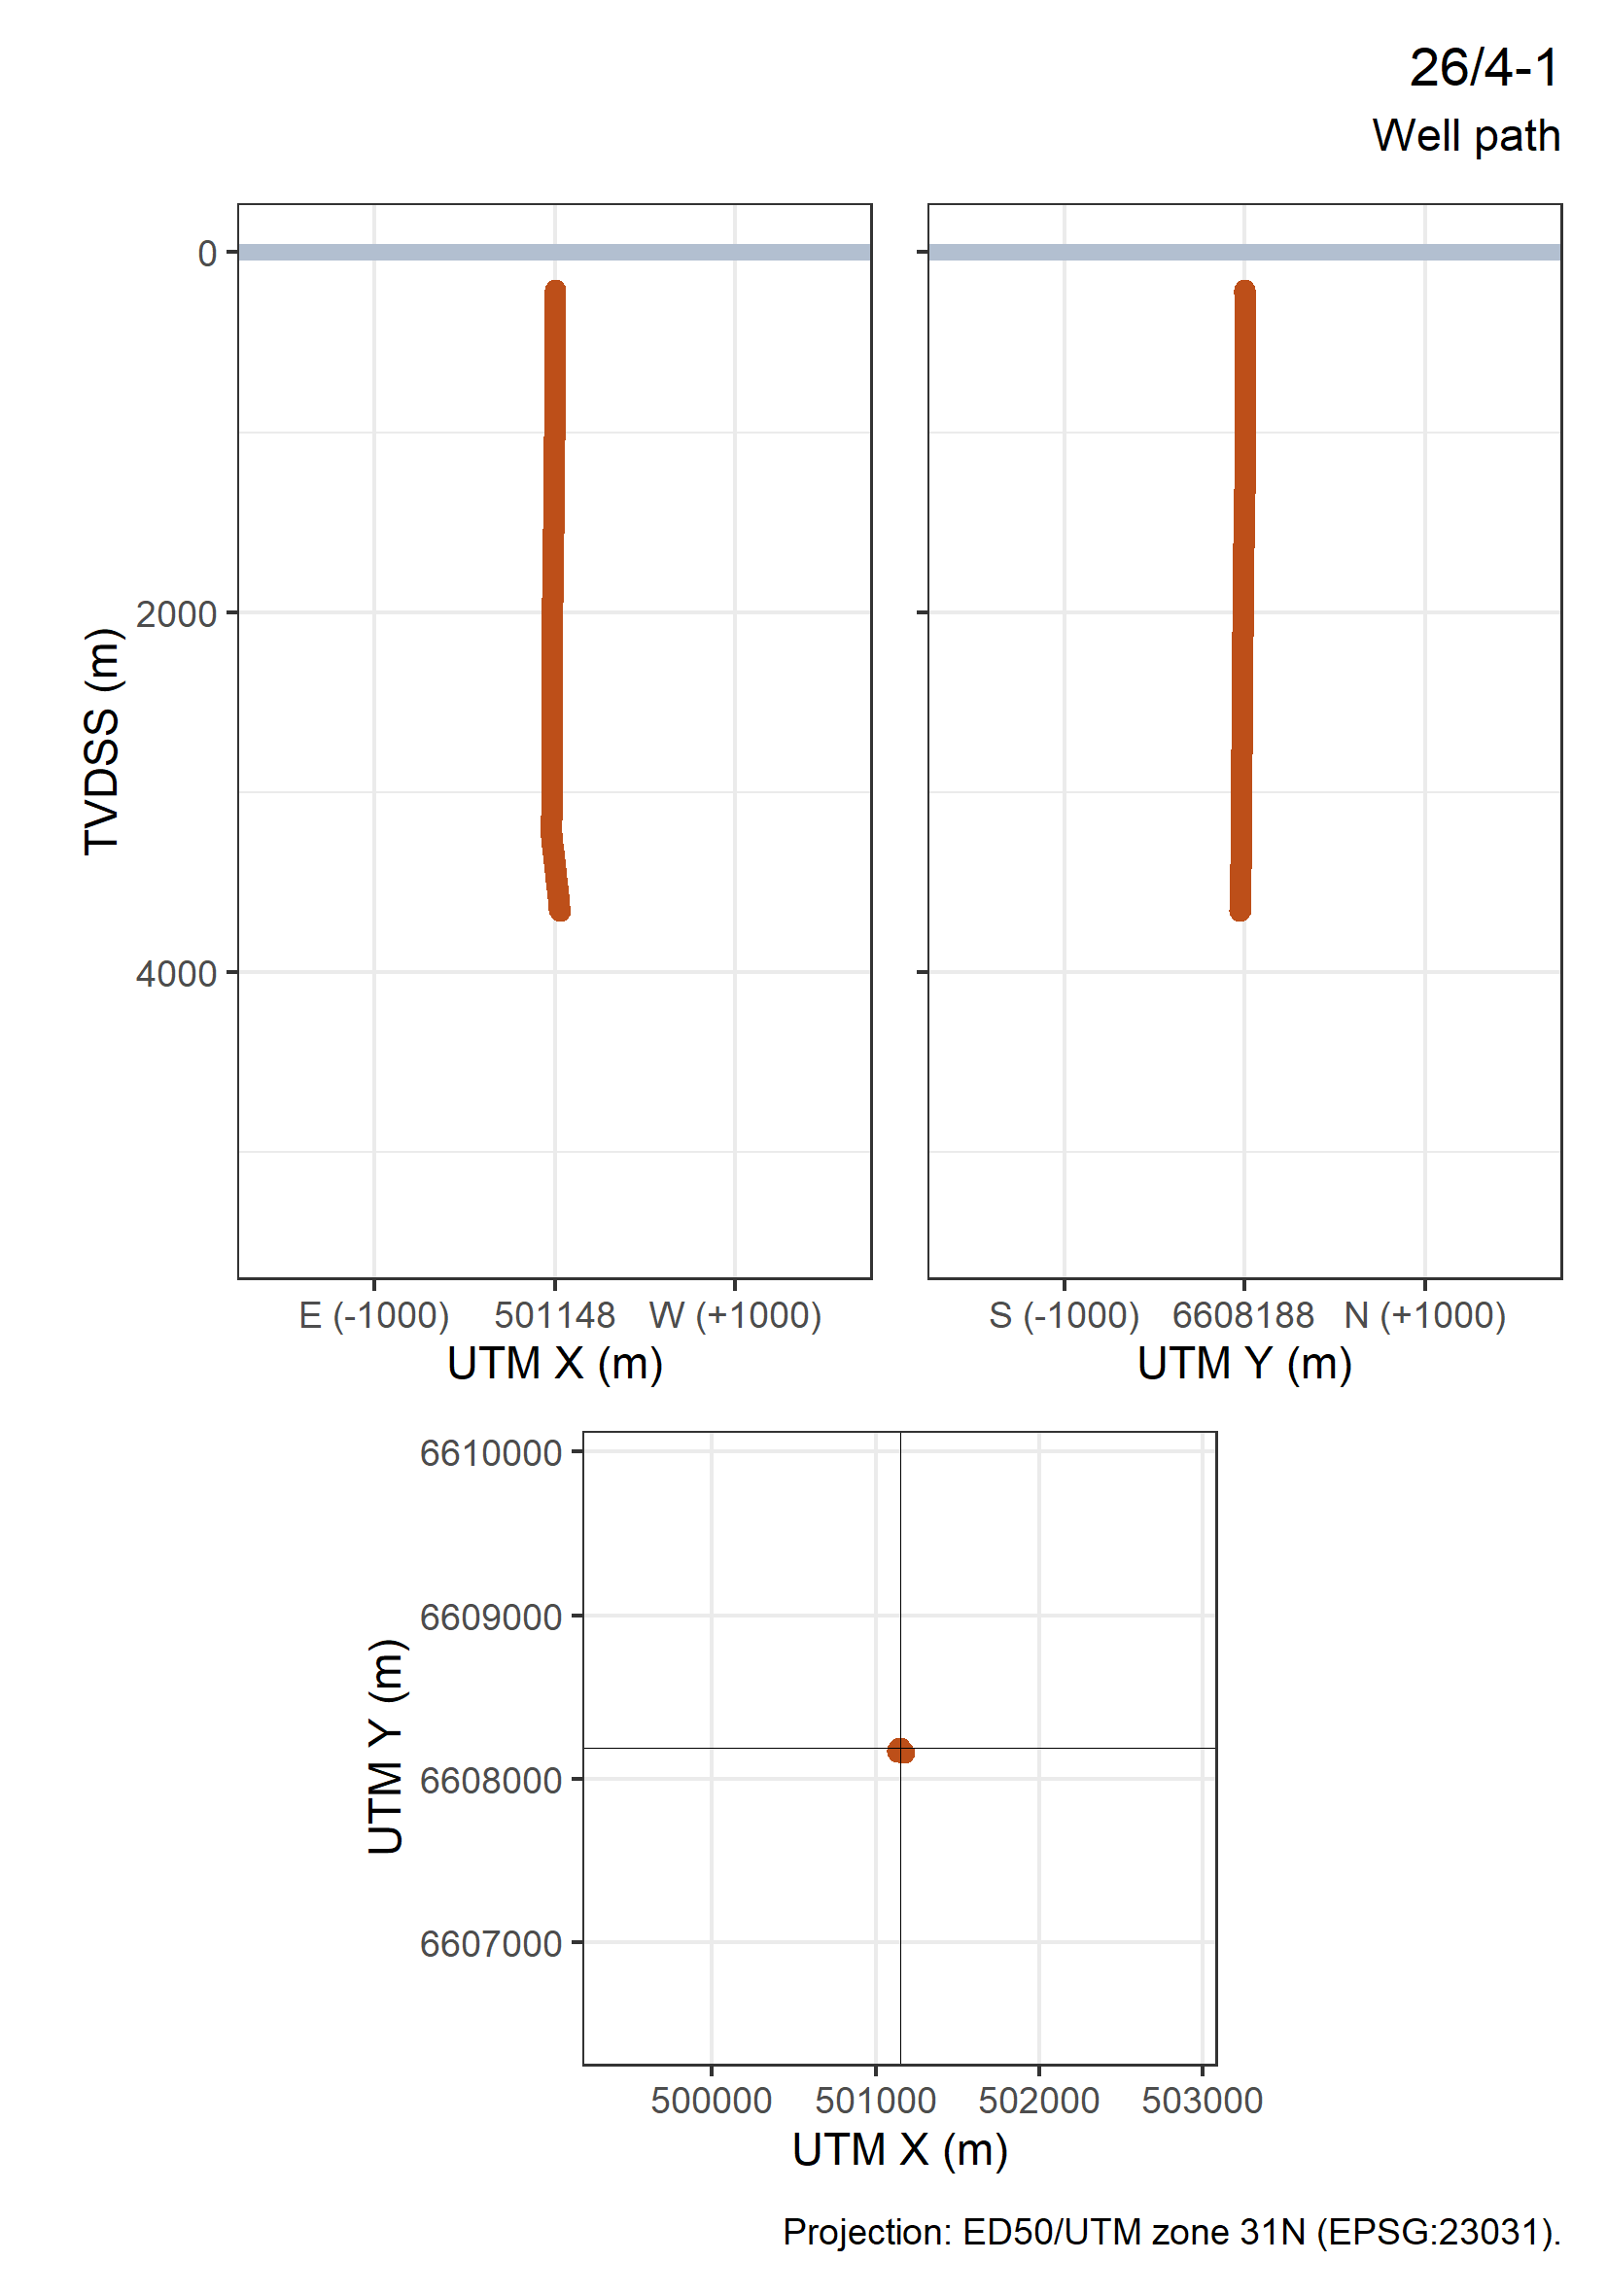 26/4-1
Well path
TVDSS (m)
0
2000
4000
E (-1000) 501148 W (+1000)
UTM X (m)
S (-1000) 6608188 N (+1000)
UTM Y (m)
UTM Y (m)
6610000
6609000
6608000
6607000
500000 501000 502000 503000
UTM X (m)
Projection: ED50/UTM zone 31N (EPSG:23031).